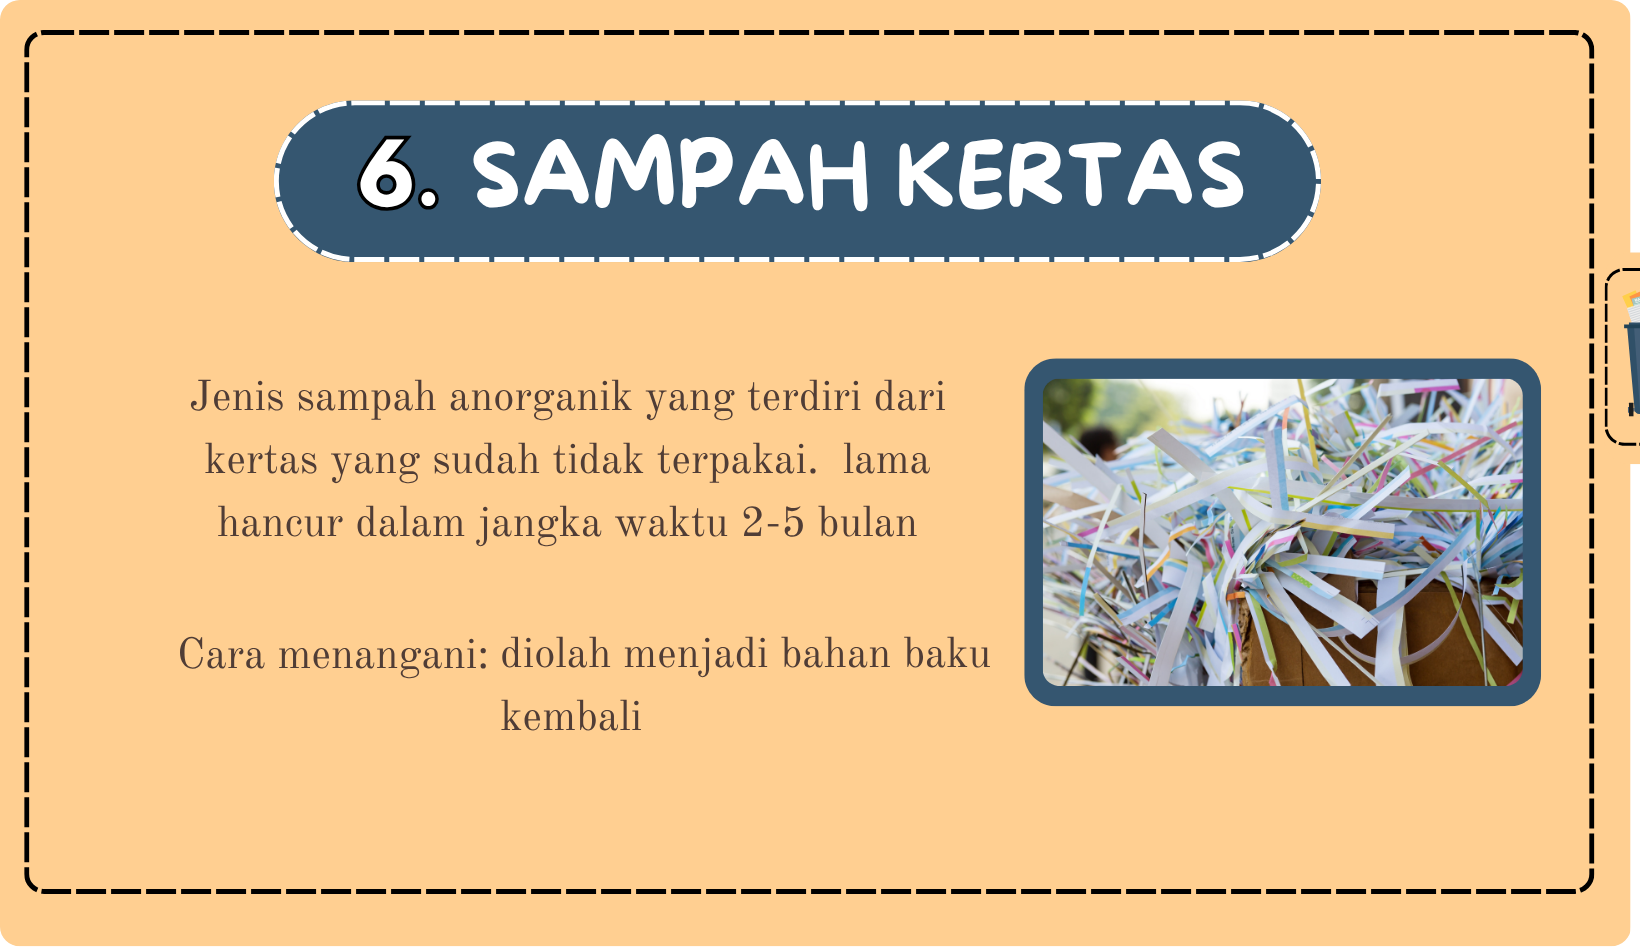 6. SAMPAH KERTAS
Jenis sampah anorganik yang terdiri dari
kertas yang sudah tidak terpakai.  lama
hancur dalam jangka waktu 2-5 bulan
Cara menangani: diolah menjadi bahan baku
kembali